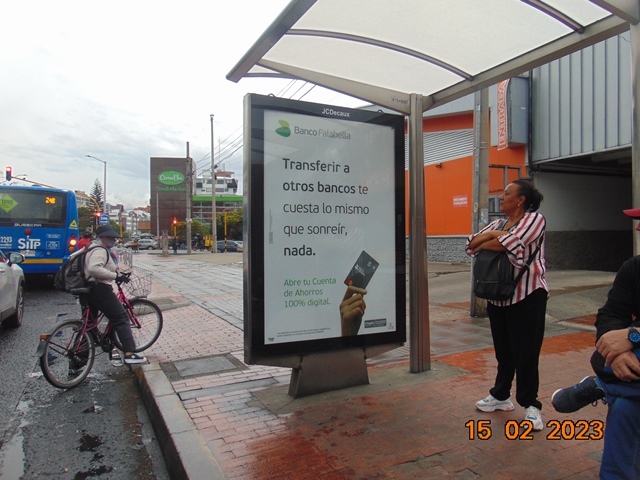 JCDecaux
Banco Falabella
Transferir a
otros bancos te
cuesta lo mismo
que sonreír,
nada.
Abre tu Cuenta
de Ahorros
100% digital.
SITP
15 02 2023